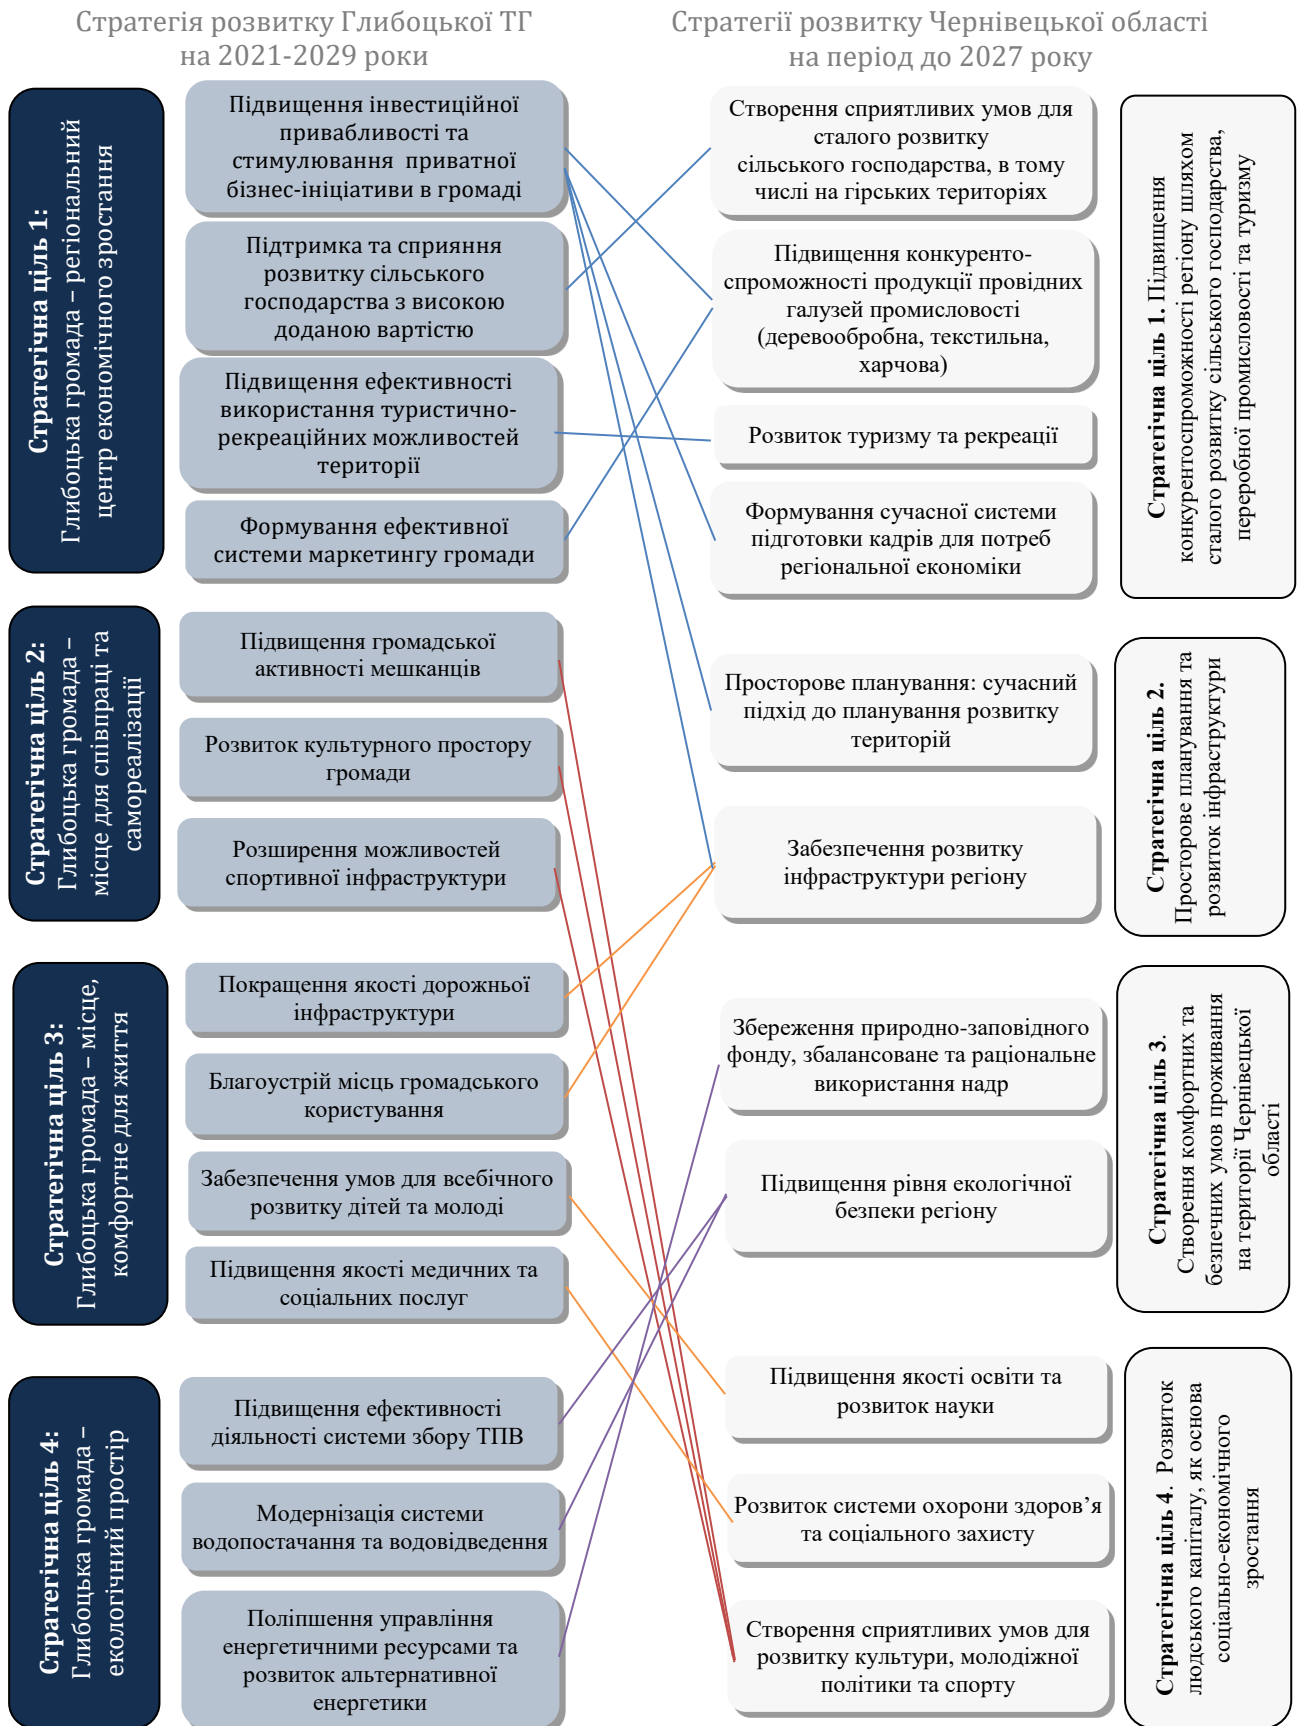 Стратегія розвитку Глибоцької ТГ
на 2021-2029 роки
Стратегії розвитку Чернівецької області
на період до 2027 року
Стратегічна ціль 1:
Глибоцька громада – регіональний
центр економічного зростання
Підвищення інвестиційної
привабливості та
стимулювання приватної
бізнес-ініціативи в громаді
Підтримка та сприяння
розвитку сільського
господарства з високою
доданою вартістю
Підвищення ефективності
використання туристично-
рекреаційних можливостей
території
Формування ефективної
системи маркетингу громади
Стратегічна ціль 2:
Глибоцька громада –
місце для співпраці та
самореалізації
Підвищення громадської
активності мешканців
Розвиток культурного простору
громади
Розширення можливостей
спортивної інфраструктури
Стратегічна ціль 3:
Глибоцька громада – місце,
комфортне для життя
Покращення якості дорожньої
інфраструктури
Благоустрій місць громадського
користування
Забезпечення умов для всебічного
розвитку дітей та молоді
Підвищення якості медичних та
соціальних послуг
Стратегічна ціль 4:
Глибоцька громада –
екологічний простір
Підвищення ефективності
діяльності системи збору ТПВ
Модернізація системи
водопостачання та водовідведення
Поліпшення управління
енергетичними ресурсами та
розвиток альтернативної
енергетики
Створення сприятливих умов для
сталого розвитку
сільського господарства, в тому
числі на гірських територіях
Підвищення конкуренто-
спроможності продукції провідних
галузей промисловості
(деревообробна, текстильна,
харчова)
Розвиток туризму та рекреації
Формування сучасної системи
підготовки кадрів для потреб
регіональної економіки
Стратегічна ціль 1. Підвищення
конкурентоспроможності регіону шляхом
сталого розвитку сільського господарства,
переробної промисловості та туризму
Просторове планування: сучасний
підхід до планування розвитку
територій
Забезпечення розвитку
інфраструктури регіону
Стратегічна ціль 2.
Просторове планування та
розвиток інфраструктури
Збереження природно-заповідного
фонду, збалансоване та раціональне
використання надр
Підвищення рівня екологічної
безпеки регіону
Стратегічна ціль 3.
Створення комфортних та
безпечних умов проживання
на території Чернівецької
області
Підвищення якості освіти та
розвиток науки
Розвиток системи охорони здоров’я
та соціального захисту
Створення сприятливих умов для
розвитку культури, молодіжної
політики та спорту
Стратегічна ціль 4. Розвиток
людського капіталу, як основа
соціально-економічного
зростання